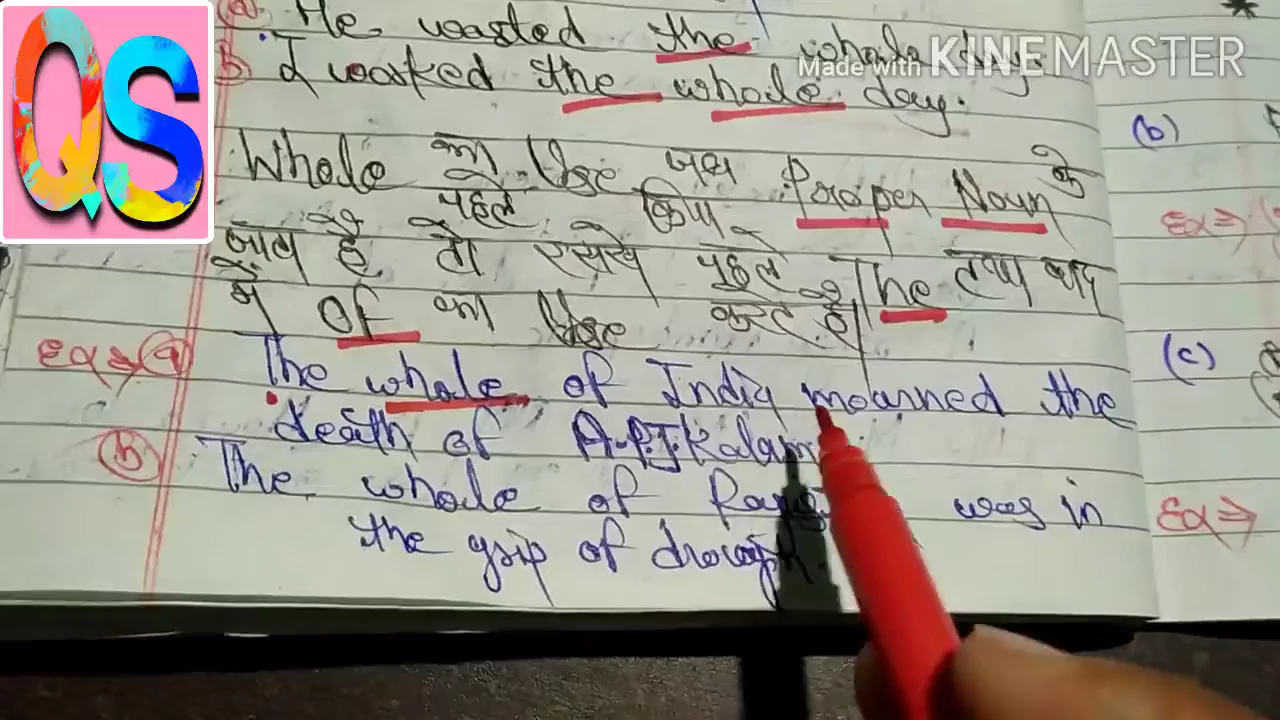 QS
Made with KINEMASTER
(a) He wasted the whole day.
(b) I worked the whole day.
Whole का Use जब Proper Noun के
पहले किया
जाय है तो इससे पहले The तथा बाद
में Of का Use करते है।
Ex⇒ (a) The whole of India mourned the
death of A.P.J Kalam
(b) The whole of was in
the grip of drough
(b)
Ex⇒
(c)
Ex⇒